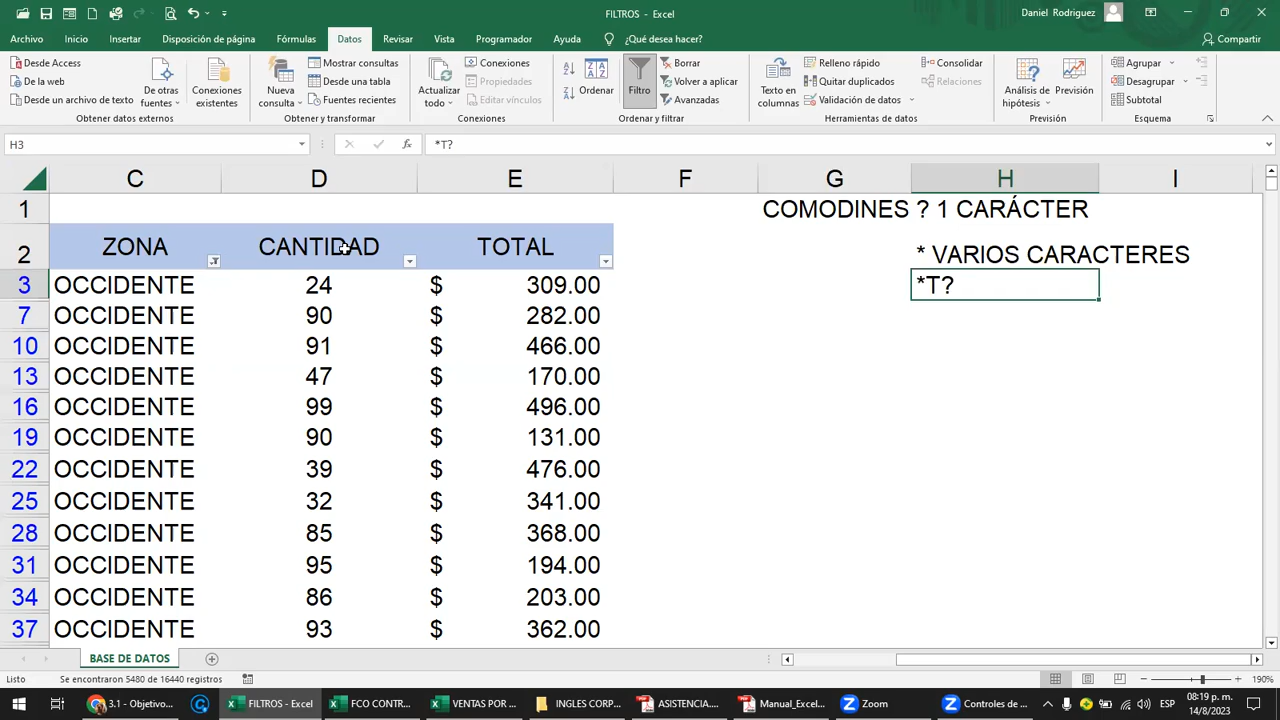 FILTROS - Excel
Daniel Rodriguez
Archivo Inicio Insertar Disposición de página Fórmulas Datos Revisar Vista Programador Ayuda ¿Qué desea hacer? Compartir
Desde Access
De la web
Desde un archivo de texto
De otras fuentes
Conexiones existentes
Obtener datos externos
Nueva consulta
Mostrar consultas
Desde una tabla
Fuentes recientes
Obtener y transformar
Actualizar todo
Conexiones
Propiedades
Editar vínculos
Conexiones
Ordenar
Filtro
Borrar
Volver a aplicar
Avanzadas
Ordenar y filtrar
Texto en columnas
Relleno rápido
Quitar duplicados
Validación de datos
Consolidar
Relaciones
Herramientas de datos
Análisis de hipótesis
Previsión
Previsión
Agrupar
Desagrupar
Subtotal
Esquema
H3 fx *T?
C D E F G H I
1 COMODINES ? 1 CARÁCTER
2 ZONA CANTIDAD TOTAL * VARIOS CARACTERES
3 OCCIDENTE 24 $ 309.00 *T?
7 OCCIDENTE 90 $ 282.00
10 OCCIDENTE 91 $ 466.00
13 OCCIDENTE 47 $ 170.00
16 OCCIDENTE 99 $ 496.00
19 OCCIDENTE 90 $ 131.00
22 OCCIDENTE 39 $ 476.00
25 OCCIDENTE 32 $ 341.00
28 OCCIDENTE 85 $ 368.00
31 OCCIDENTE 95 $ 194.00
34 OCCIDENTE 86 $ 203.00
37 OCCIDENTE 93 $ 362.00
BASE DE DATOS
Listo Se encontraron 5480 de 16440 registros 190%
3.1 - Objetivo... FILTROS - Excel FCO CONTR... VENTAS POR ... INGLES CORP... ASISTENCIA... Manual_Excel... Zoom Controles de ... ESP 08:19 p. m.
14/8/2023